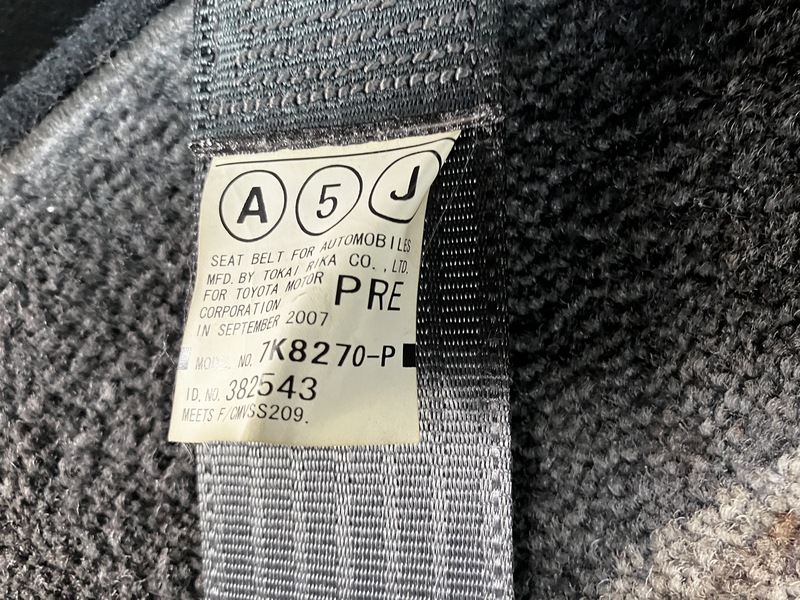 A 5 J
SEAT BELT FOR AUTOMOBILES
MFD. BY TOKAI RIKA CO., LTD.
FOR TOYOTA MOTOR
CORPORATION PRE
IN SEPTEMBER 2007
MODEL NO. 7K8270-P
ID. NO. 382543
MEETS F/CMVSS209.